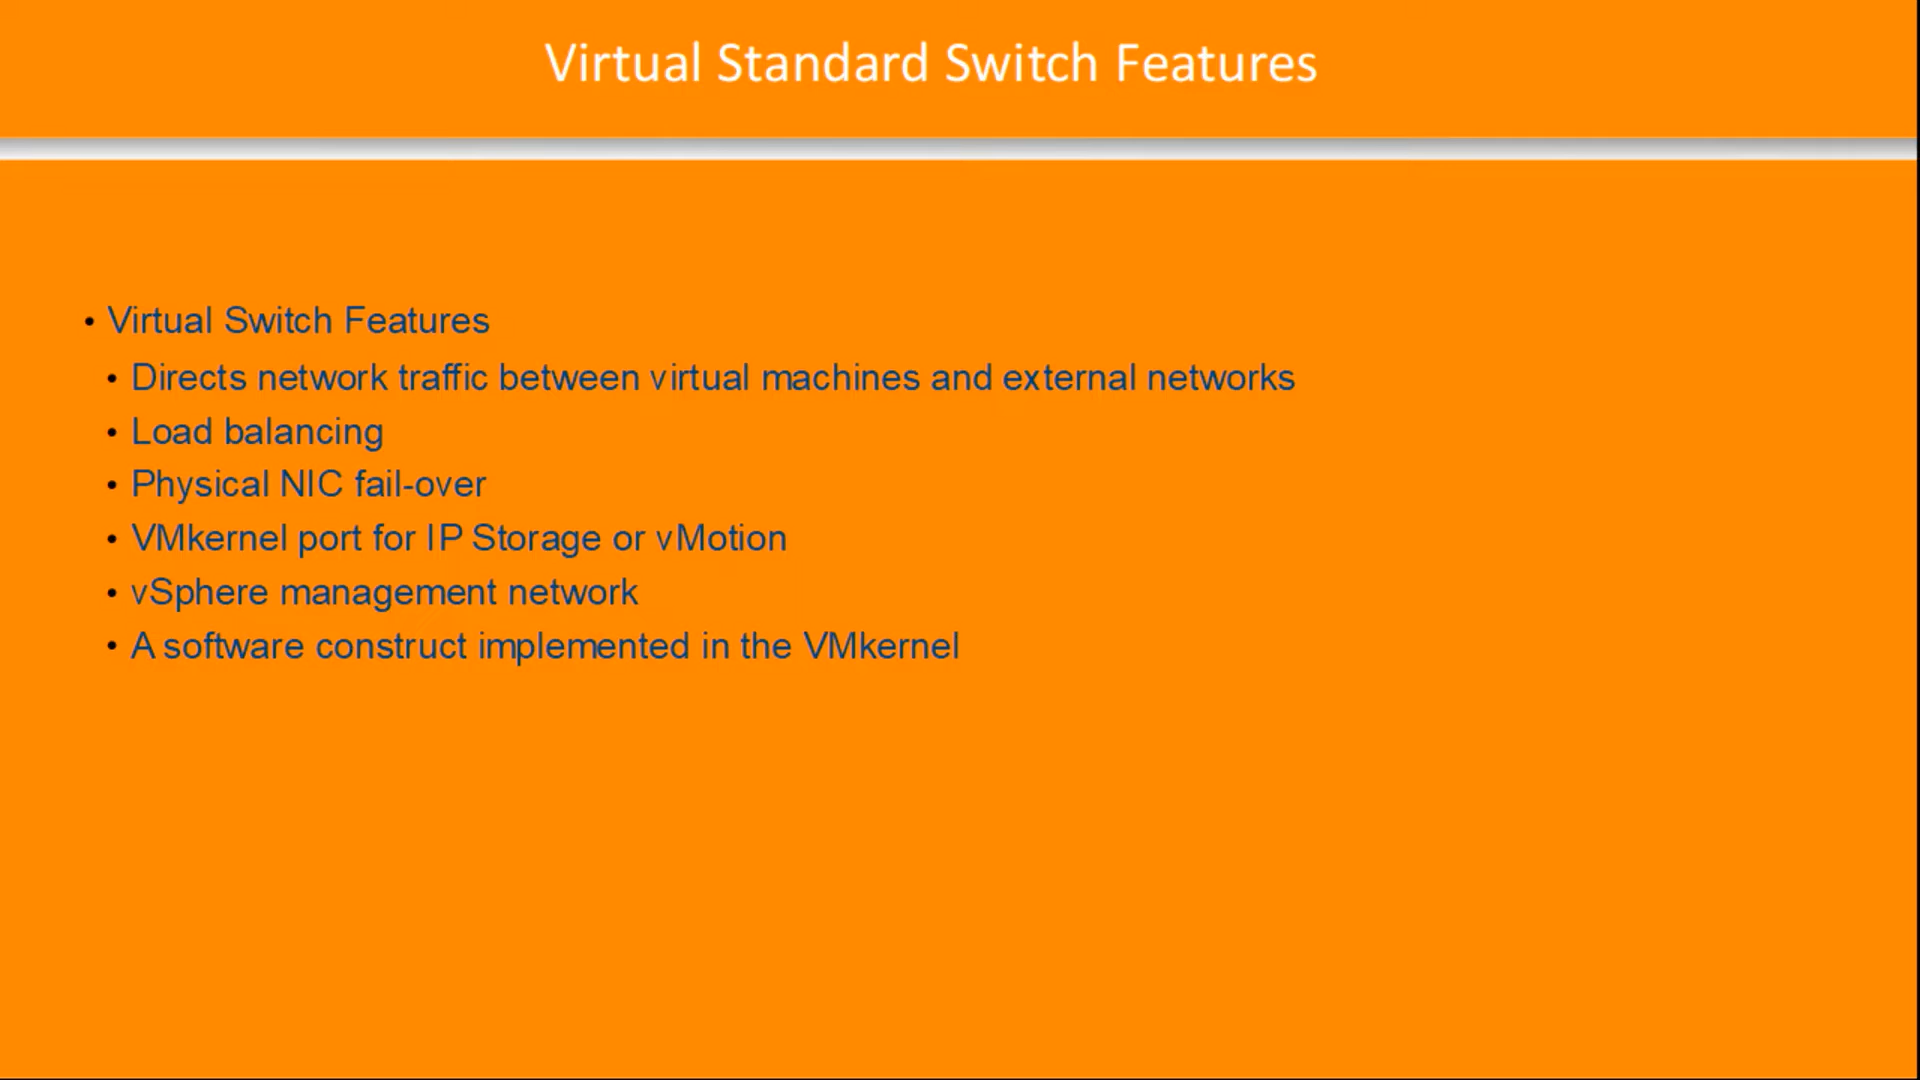 Virtual Standard Switch Features
• Virtual Switch Features
• Directs network traffic between virtual machines and external networks
• Load balancing
• Physical NIC fail-over
• VMkernel port for IP Storage or vMotion
• vSphere management network
• A software construct implemented in the VMkernel